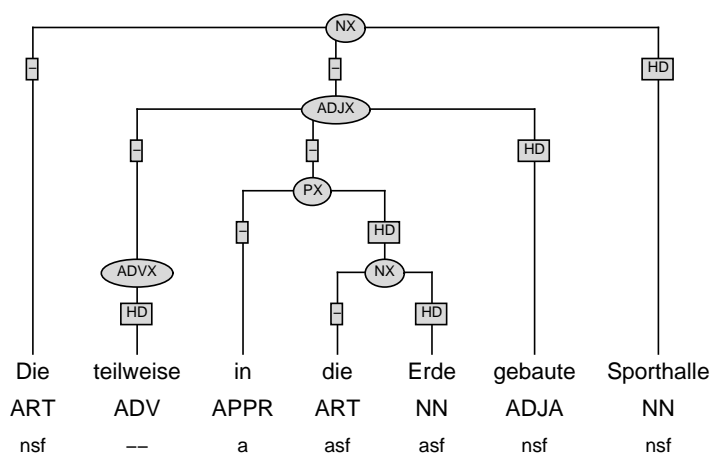 NX
– – HD
ADJX
– – HD
PX
– HD
ADVX NX
HD – HD
Die teilweise in die Erde gebaute Sporthalle
ART ADV APPR ART NN ADJA NN
nsf –– a asf asf nsf nsf